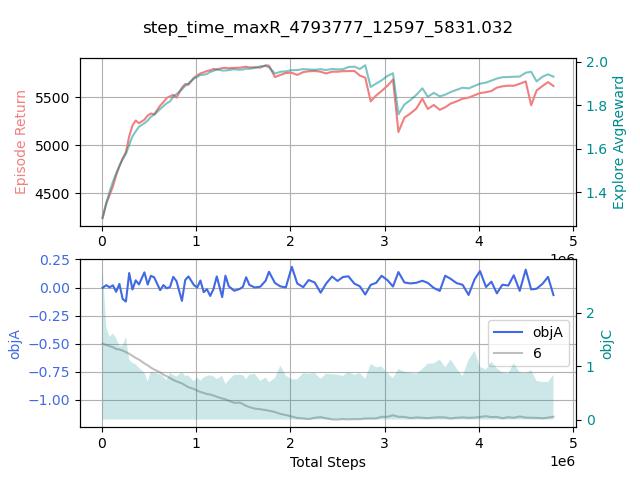 step_time_maxR_4793777_12597_5831.032
5500
5000
4500
Episode Return
2.0
1.8
1.6
1.4
Explore AvgReward
0 1 2 3 4 5
1e6
0.25
0.00
−0.25
−0.50
−0.75
−1.00
objA
2
1
0
objC
objA
6
0 1 2 3 4 5
Total Steps
1e6